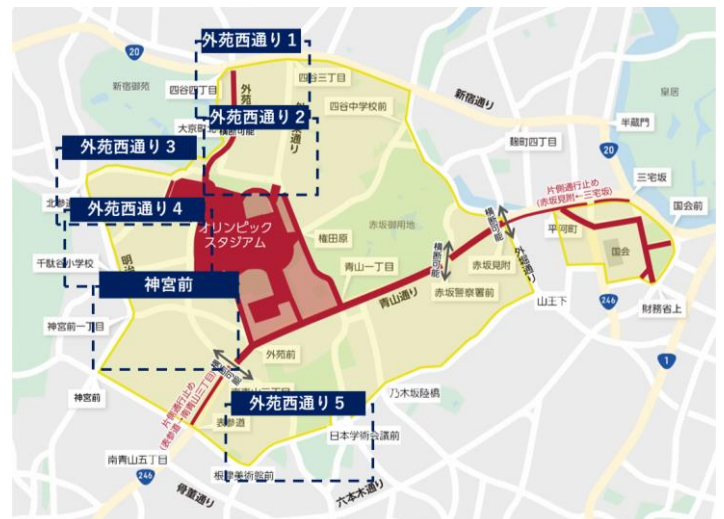 外苑西通り1
20
新宿御苑
四谷四丁目
四谷三丁目
新宿通り
四谷中学校前
皇居
半蔵門
外苑西通り2
大京町
横断可能
麹町四丁目
20
外苑西通り3
三宅坂
片側通行止め
(赤坂見附↔三宅坂)
北参道
国会前
外苑西通り4
オリンピック
スタジアム
権田原
赤坂御用地
横断可能
平河町
外堀通り
国会
千駄谷小学校
明治
青山一丁目
横断可能
赤坂見附
青山通り
赤坂警察署前
山王下
246
財務省上
神宮前
神宮前一丁目
外苑前
横断可能
1
乃木坂陸橋
神宮前
片側通行止め
(表参道→南青山三丁目)
外苑西通り5
表参道
日本学術会議前
南青山五丁目
246
根津美術館前
骨董通り
六本木通り